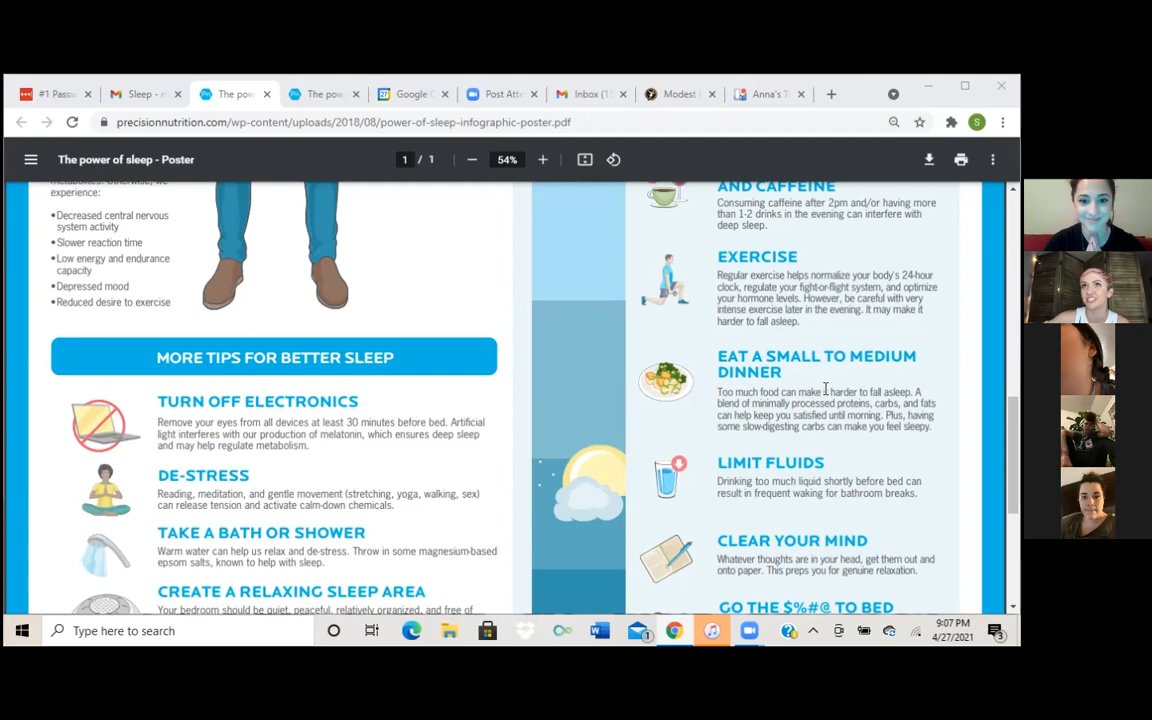 #1 Passw
Sleep -
The pow
The pow
Google C
Post Atte
Inbox (1
Modest
Anna's T
precisionnutrition.com/wp-content/uploads/2018/08/power-of-sleep-infographic-poster.pdf
The power of sleep - Poster
1 / 1
54%
experience:
•Decreased central nervous
system activity
•Slower reaction time
•Low energy and endurance
capacity
•Depressed mood
•Reduced desire to exercise
MORE TIPS FOR BETTER SLEEP
TURN OFF ELECTRONICS
Remove your eyes from all devices at least 30 minutes before bed. Artificial
light interferes with our production of melatonin, which ensures deep sleep
and may help regulate metabolism.
DE-STRESS
Reading, meditation, and gentle movement (stretching, yoga, walking, sex)
can release tension and activate calm-down chemicals.
TAKE A BATH OR SHOWER
Warm water can help us relax and de-stress. Throw in some magnesium-based
epsom salts, known to help with sleep.
CREATE A RELAXING SLEEP AREA
Your bedroom should be quiet, peaceful, relatively organized, and free of
AND CAFFEINE
Consuming caffeine after 2pm and/or having more
than 1-2 drinks in the evening can interfere with
deep sleep.
EXERCISE
Regular exercise helps normalize your body's 24-hour
clock, regulate your fight-or-flight system, and optimize
your hormone levels. However, be careful with very
intense exercise later in the evening. It may make it
harder to fall asleep.
EAT A SMALL TO MEDIUM
DINNER
Too much food can make it harder to fall asleep. A
blend of minimally processed proteins, carbs, and fats
can help keep you satisfied until morning. Plus, having
some slow-digesting carbs can make you feel sleepy.
LIMIT FLUIDS
Drinking too much liquid shortly before bed can
result in frequent waking for bathroom breaks.
CLEAR YOUR MIND
Whatever thoughts are in your head, get them out and
onto paper. This preps you for genuine relaxation.
GO THE $%#@ TO BED
Type here to search
9:07 PM
4/27/2021